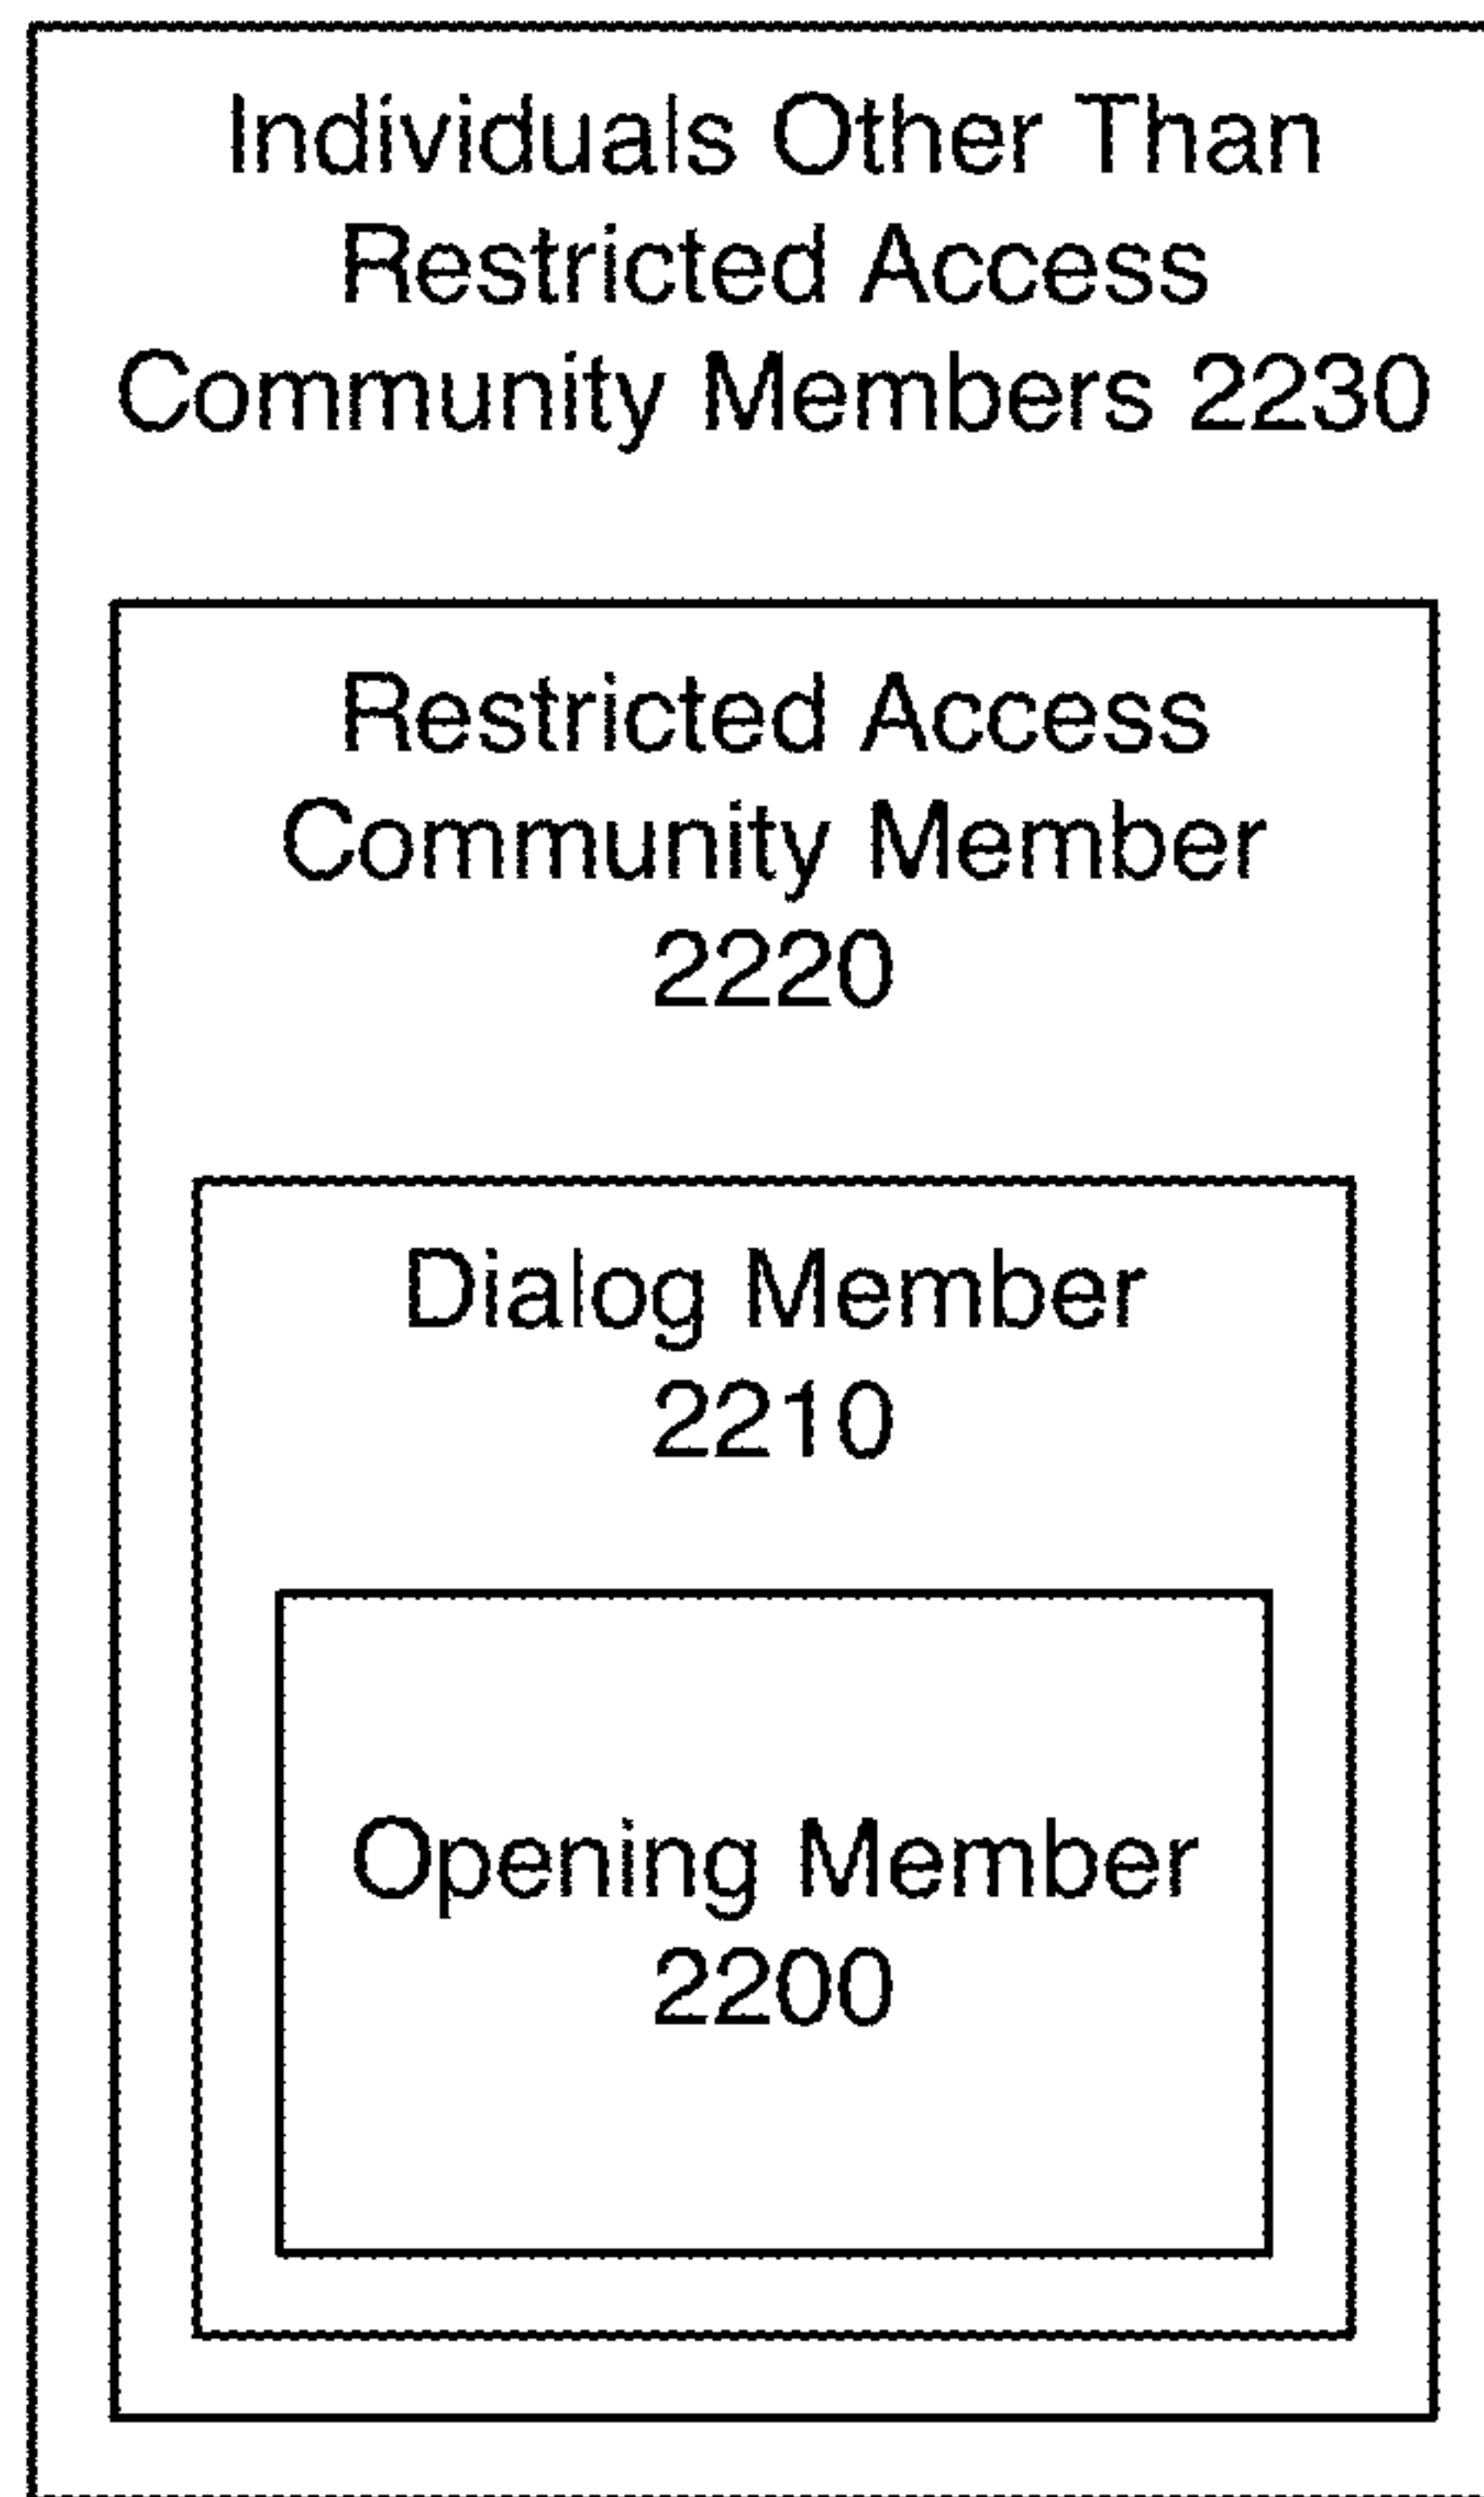 Individuals Other Than
Restricted Access
Community Members 2230
Restricted Access
Community Member
2220
Dialog Member
2210
Opening Member
2200